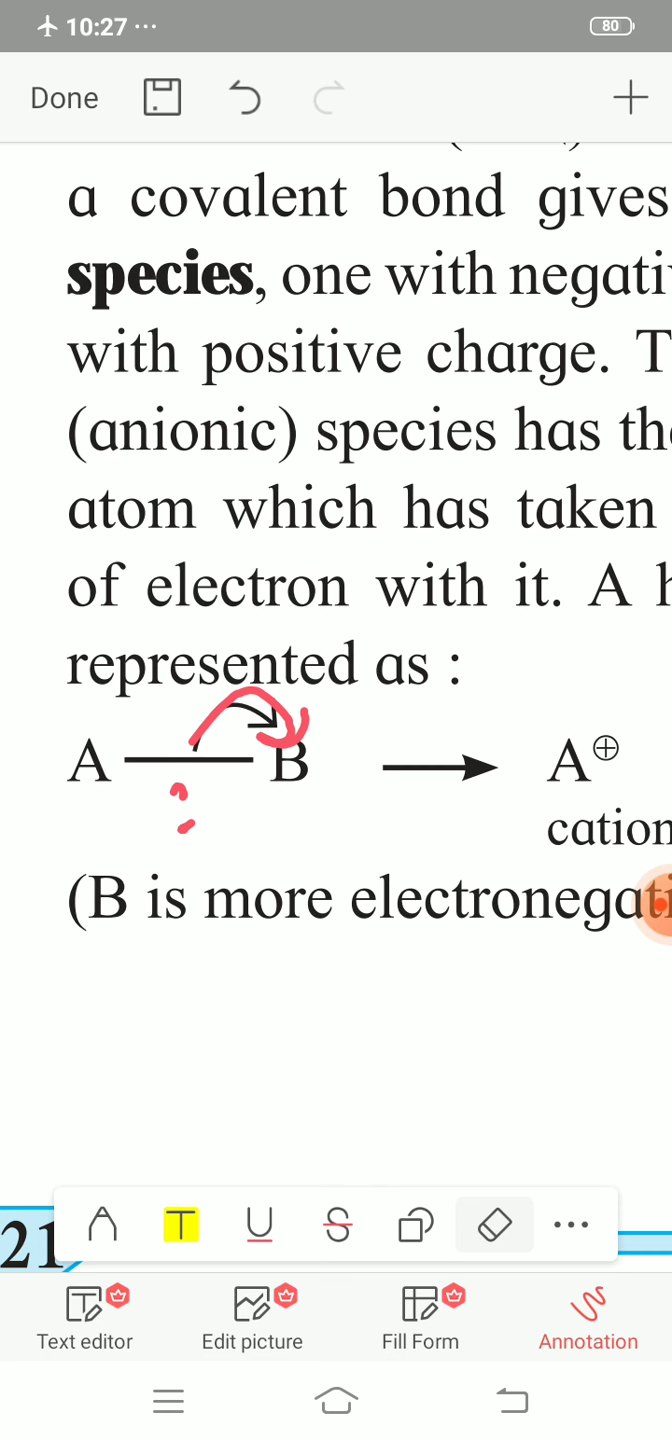 10:27 ...
80
Done
a covalent bond gives
species, one with negati
with positive charge. T
(anionic) species has the
atom which has taken
of electron with it. A h
represented as :
A B A⊕
cation
(B is more electronegati
21
T U S
Text editor Edit picture Fill Form Annotation